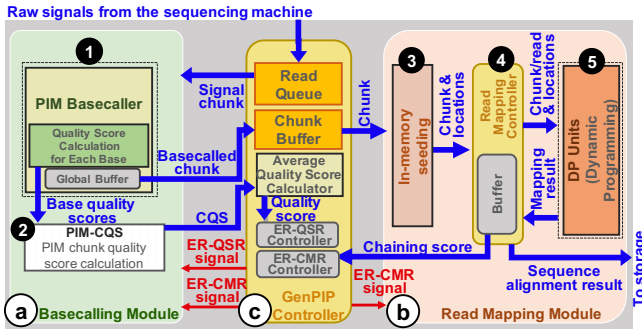 Raw signals from the sequencing machine
1
PIM Basecaller
Quality Score
Calculation
for Each Base
Global Buffer
Base quality
scores
2
PIM-CQS
PIM chunk quality
score calculation
a
Basecalling Module
Signal
chunk
Basecalled
chunk
CQS
ER-QSR
signal
ER-CMR
signal
Read
Queue
Chunk
Buffer
Average
Quality Score
Calculator
Quality
score
ER-QSR
Controller
ER-CMR
Controller
c
GenPIP
Controller
Chunk
3
In-memory
seeding
Chunk &
locations
4
Read
Mapping
Controller
Buffer
Chunk/read
& locations
Mapping
result
5
DP Units
(Dynamic
Programming)
Chaining score
ER-CMR
signal
Sequence
alignment result
To storage
b
Read Mapping Module